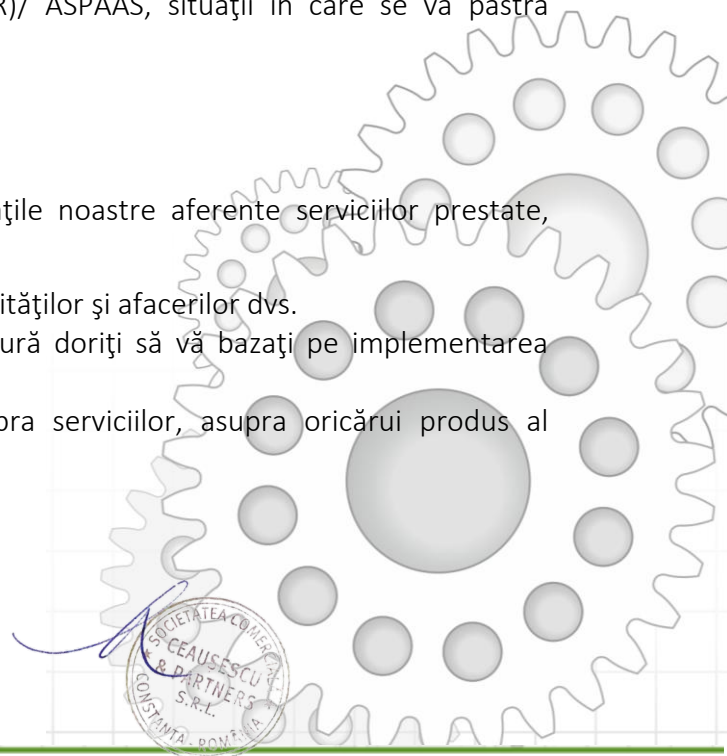 R)/ ASPAAS, situaţii în care se va păstra
ţile noastre aferente serviciilor prestate,
ităţilor şi afacerilor dvs.
ură doriţi să vă bazaţi pe implementarea
pra serviciilor, asupra oricărui produs al
SOCIETATEA COMERCIALĂ
CEAUSESCU
& PARTNERS
S.R.L.
CONSTANŢA - ROMÂNIA